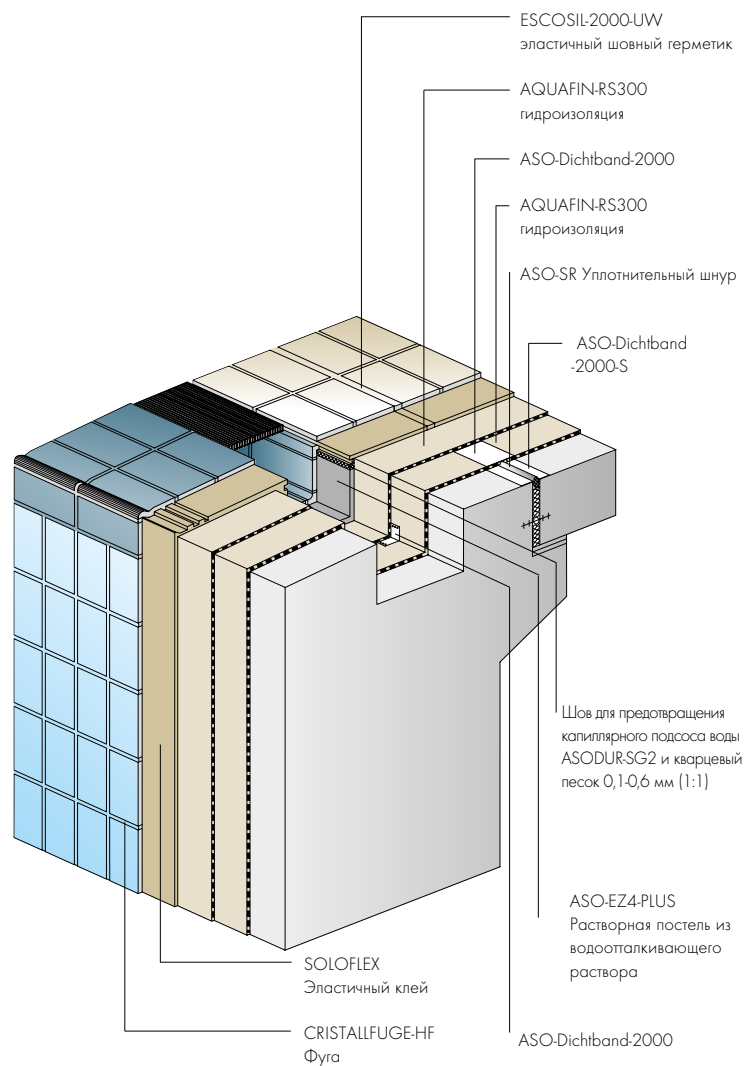 ESCOSIL-2000-UW
эластичный шовный герметик
AQUAFIN-RS300
гидроизоляция
ASO-Dichtband-2000
AQUAFIN-RS300
гидроизоляция
ASO-SR Уплотнительный шнур
ASO-Dichtband
-2000-S
Шов для предотвращения
капиллярного подсоса воды
ASODUR-SG2 и кварцевый
песок 0,1-0,6 мм (1:1)
ASO-EZ4-PLUS
Растворная постель из
водоотталкивающего
раствора
SOLOFLEX
Эластичный клей
CRISTALLFUGE-HF
Фуга
ASO-Dichtband-2000